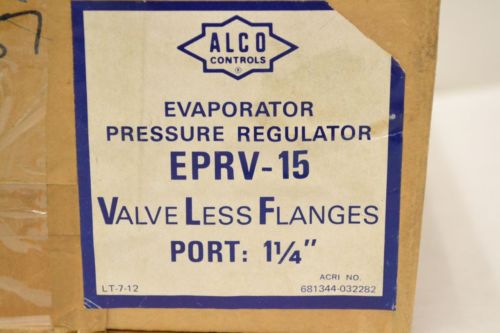 ALCO
CONTROLS
®
EVAPORATOR
PRESSURE REGULATOR
EPRV-15
VALVE LESS FLANGES
PORT: 1¼"
LT-7-12
ACRI NO.
681344-032282